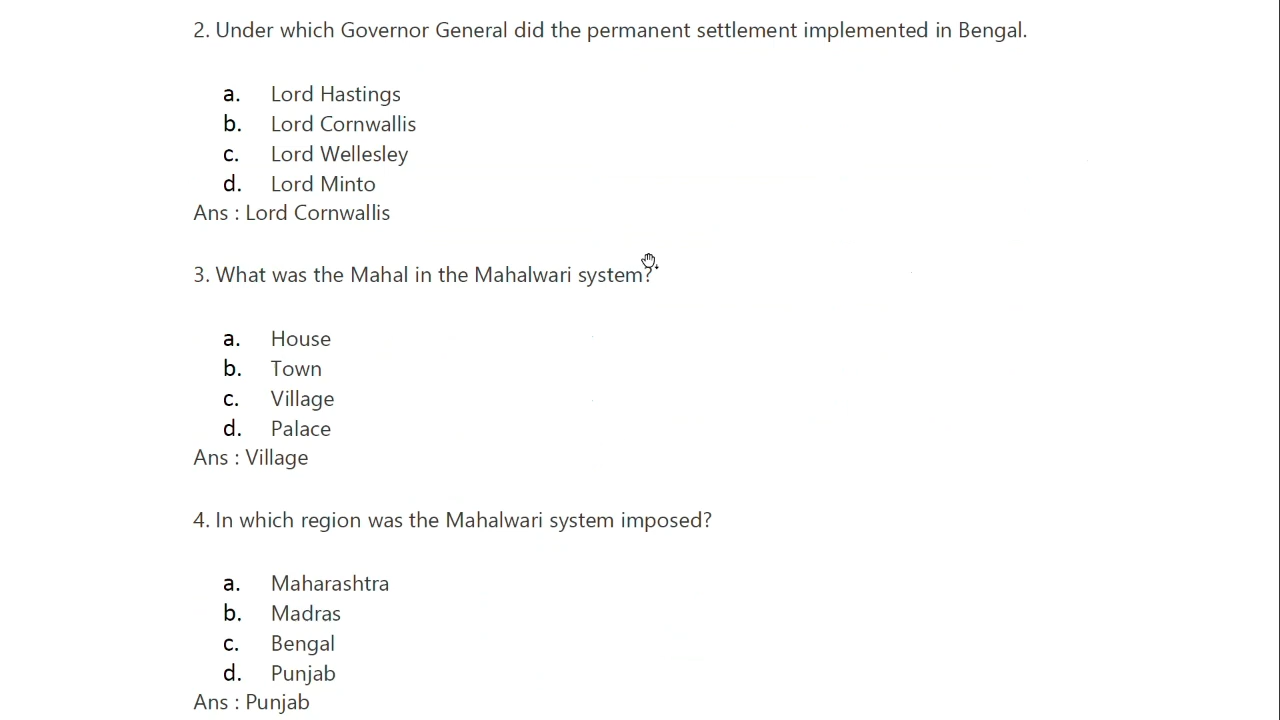 2. Under which Governor General did the permanent settlement implemented in Bengal.
a. Lord Hastings
b. Lord Cornwallis
c. Lord Wellesley
d. Lord Minto
Ans : Lord Cornwallis
3. What was the Mahal in the Mahalwari system?
a. House
b. Town
c. Village
d. Palace
Ans : Village
4. In which region was the Mahalwari system imposed?
a. Maharashtra
b. Madras
c. Bengal
d. Punjab
Ans : Punjab